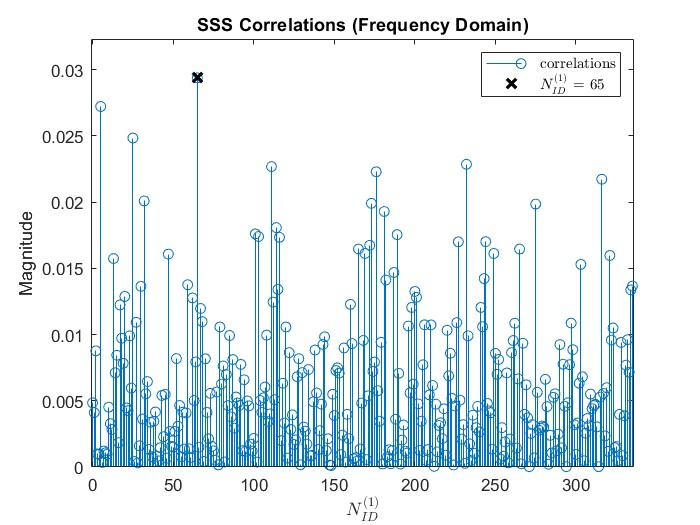 SSS Correlations (Frequency Domain)
correlations
N_{ID}^{(1)} = 65
Magnitude
0.03
0.025
0.02
0.015
0.01
0.005
0
0 50 100 150 200 250 300
N_{ID}^{(1)}